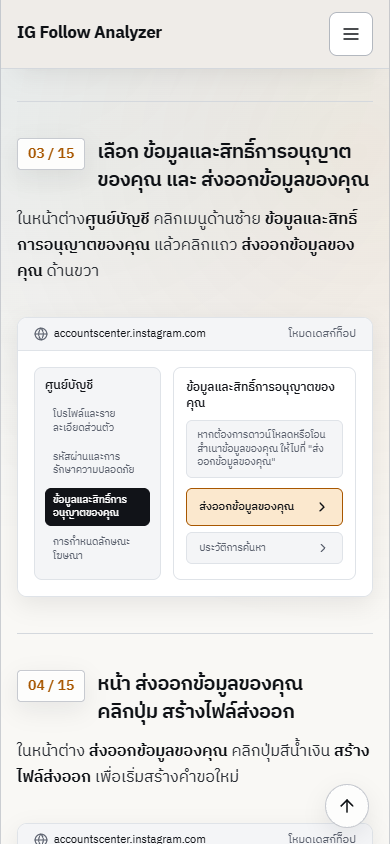 IG Follow Analyzer
03 / 15
เลือก ข้อมูลและสิทธิ์การอนุญาต
ของคุณ และ ส่งออกข้อมูลของคุณ
ในหน้าต่างศูนย์บัญชี คลิกเมนูด้านซ้าย ข้อมูลและสิทธิ์
การอนุญาตของคุณ แล้วคลิกแถว ส่งออกข้อมูลของ
คุณ ด้านขวา
accountscenter.instagram.com
โหมดเดสก์ท็อป
ศูนย์บัญชี
โปรไฟล์และราย
ละเอียดส่วนตัว
รหัสผ่านและการ
รักษาความปลอดภัย
ข้อมูลและสิทธิ์การ
อนุญาตของคุณ
การกำหนดลักษณะ
โฆษณา
ข้อมูลและสิทธิ์การอนุญาตของ
คุณ
หากต้องการดาวน์โหลดหรือโอน
สำเนาข้อมูลของคุณ ให้ไปที่ "ส่ง
ออกข้อมูลของคุณ"
ส่งออกข้อมูลของคุณ
ประวัติการค้นหา
04 / 15
หน้า ส่งออกข้อมูลของคุณ
คลิกปุ่ม สร้างไฟล์ส่งออก
ในหน้าต่าง ส่งออกข้อมูลของคุณ คลิกปุ่มสีน้ำเงิน สร้าง
ไฟล์ส่งออก เพื่อเริ่มสร้างคำขอใหม่
accountscenter.instagram.com
โหมดเดสก์ท็อป